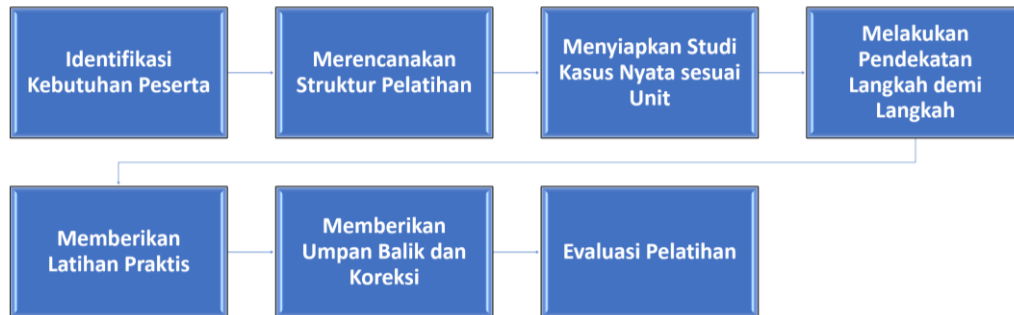 Identifikasi
Kebutuhan Peserta
Merencanakan
Struktur Pelatihan
Menyiapkan Studi
Kasus Nyata sesuai
Unit
Melakukan
Pendekatan
Langkah demi
Langkah
Memberikan
Latihan Praktis
Memberikan
Umpan Balik dan
Koreksi
Evaluasi Pelatihan